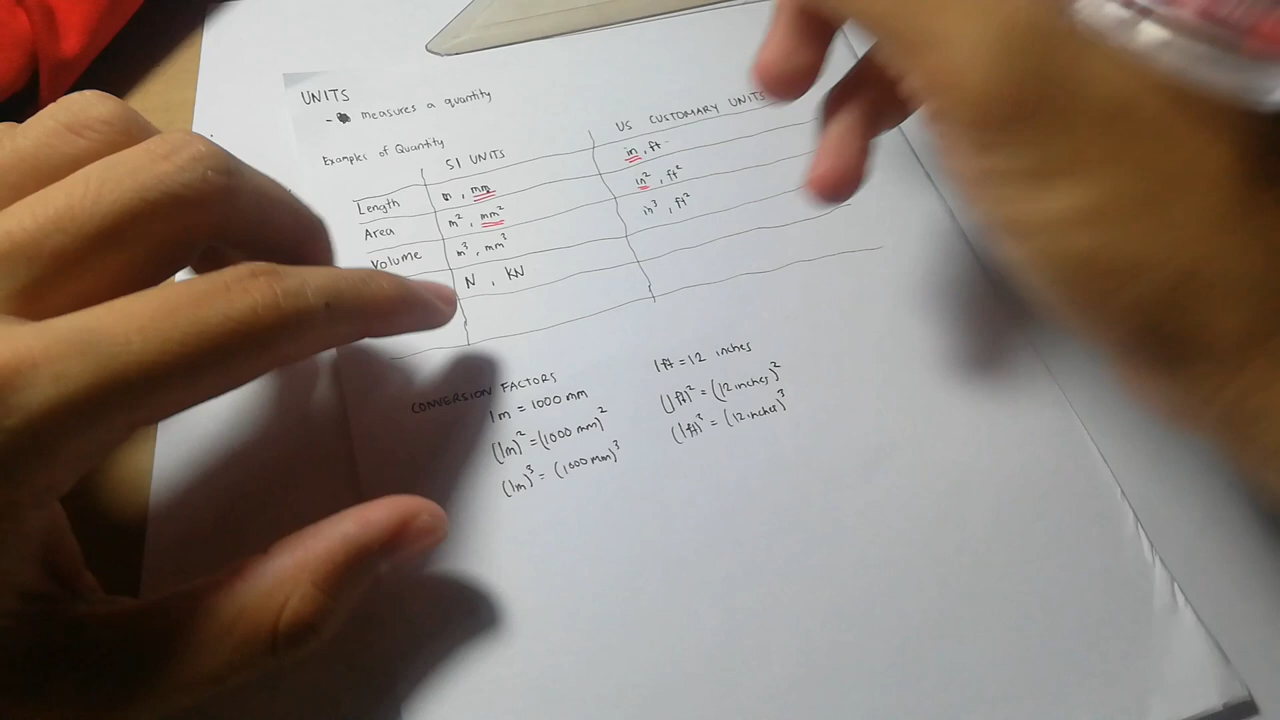 UNITS
- measures a quantity
Examples of Quantity SI UNITS US CUSTOMARY UNITS
Length m , mm in , ft
Area m² , mm² in² , ft²
Volume m³ , mm³ in³ , ft²
N , KN
CONVERSION FACTORS
1m = 1000 mm 1ft = 12 inches
(1m)² = (1000 mm)² (1ft)² = (12 inches)²
(1m)³ = (1000 mm)³ (1ft)³ = (12 inches)³